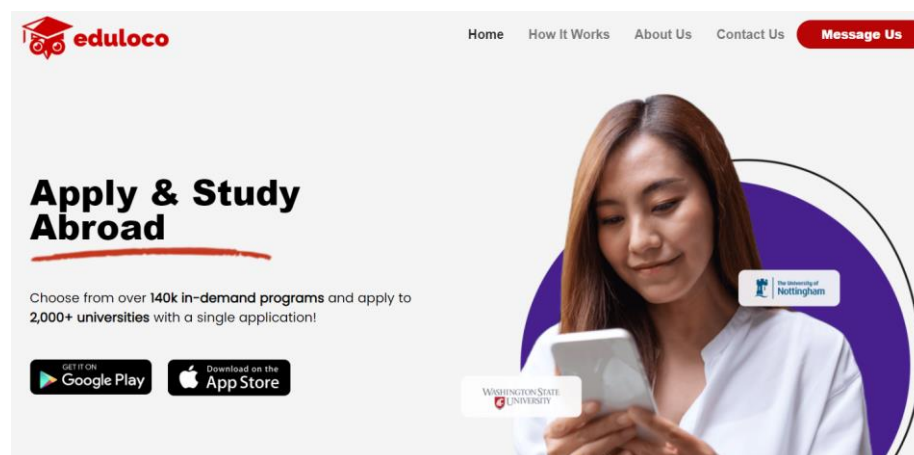 eduloco
Home How It Works About Us Contact Us Message Us
Apply & Study
Abroad
Choose from over 140k in-demand programs and apply to
2,000+ universities with a single application!
GET IT ON
Google Play
Download on the
App Store
The University of
Nottingham
WASHINGTON STATE
UNIVERSITY